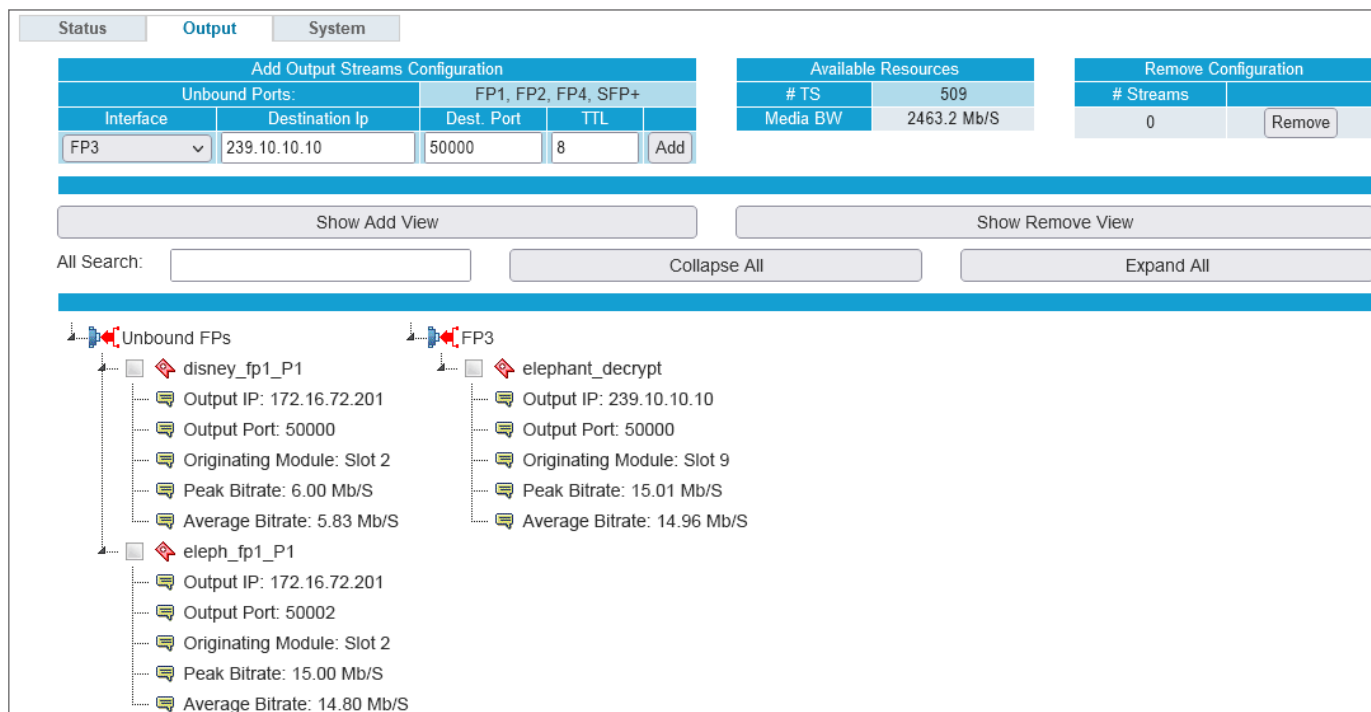 Status Output System
Add Output Streams Configuration Available Resources Remove Configuration
Unbound Ports: FP1, FP2, FP4, SFP+ # TS 509 # Streams
Interface Destination Ip Dest. Port TTL Media BW 2463.2 Mb/S 0 Remove
FP3 239.10.10.10 50000 8 Add
Show Add View Show Remove View
All Search: Collapse All Expand All
Unbound FPs FP3
disney_fp1_P1 elephant_decrypt
Output IP: 172.16.72.201 Output IP: 239.10.10.10
Output Port: 50000 Output Port: 50000
Originating Module: Slot 2 Originating Module: Slot 9
Peak Bitrate: 6.00 Mb/S Peak Bitrate: 15.01 Mb/S
Average Bitrate: 5.83 Mb/S Average Bitrate: 14.96 Mb/S
eleph_fp1_P1
Output IP: 172.16.72.201
Output Port: 50002
Originating Module: Slot 2
Peak Bitrate: 15.00 Mb/S
Average Bitrate: 14.80 Mb/S